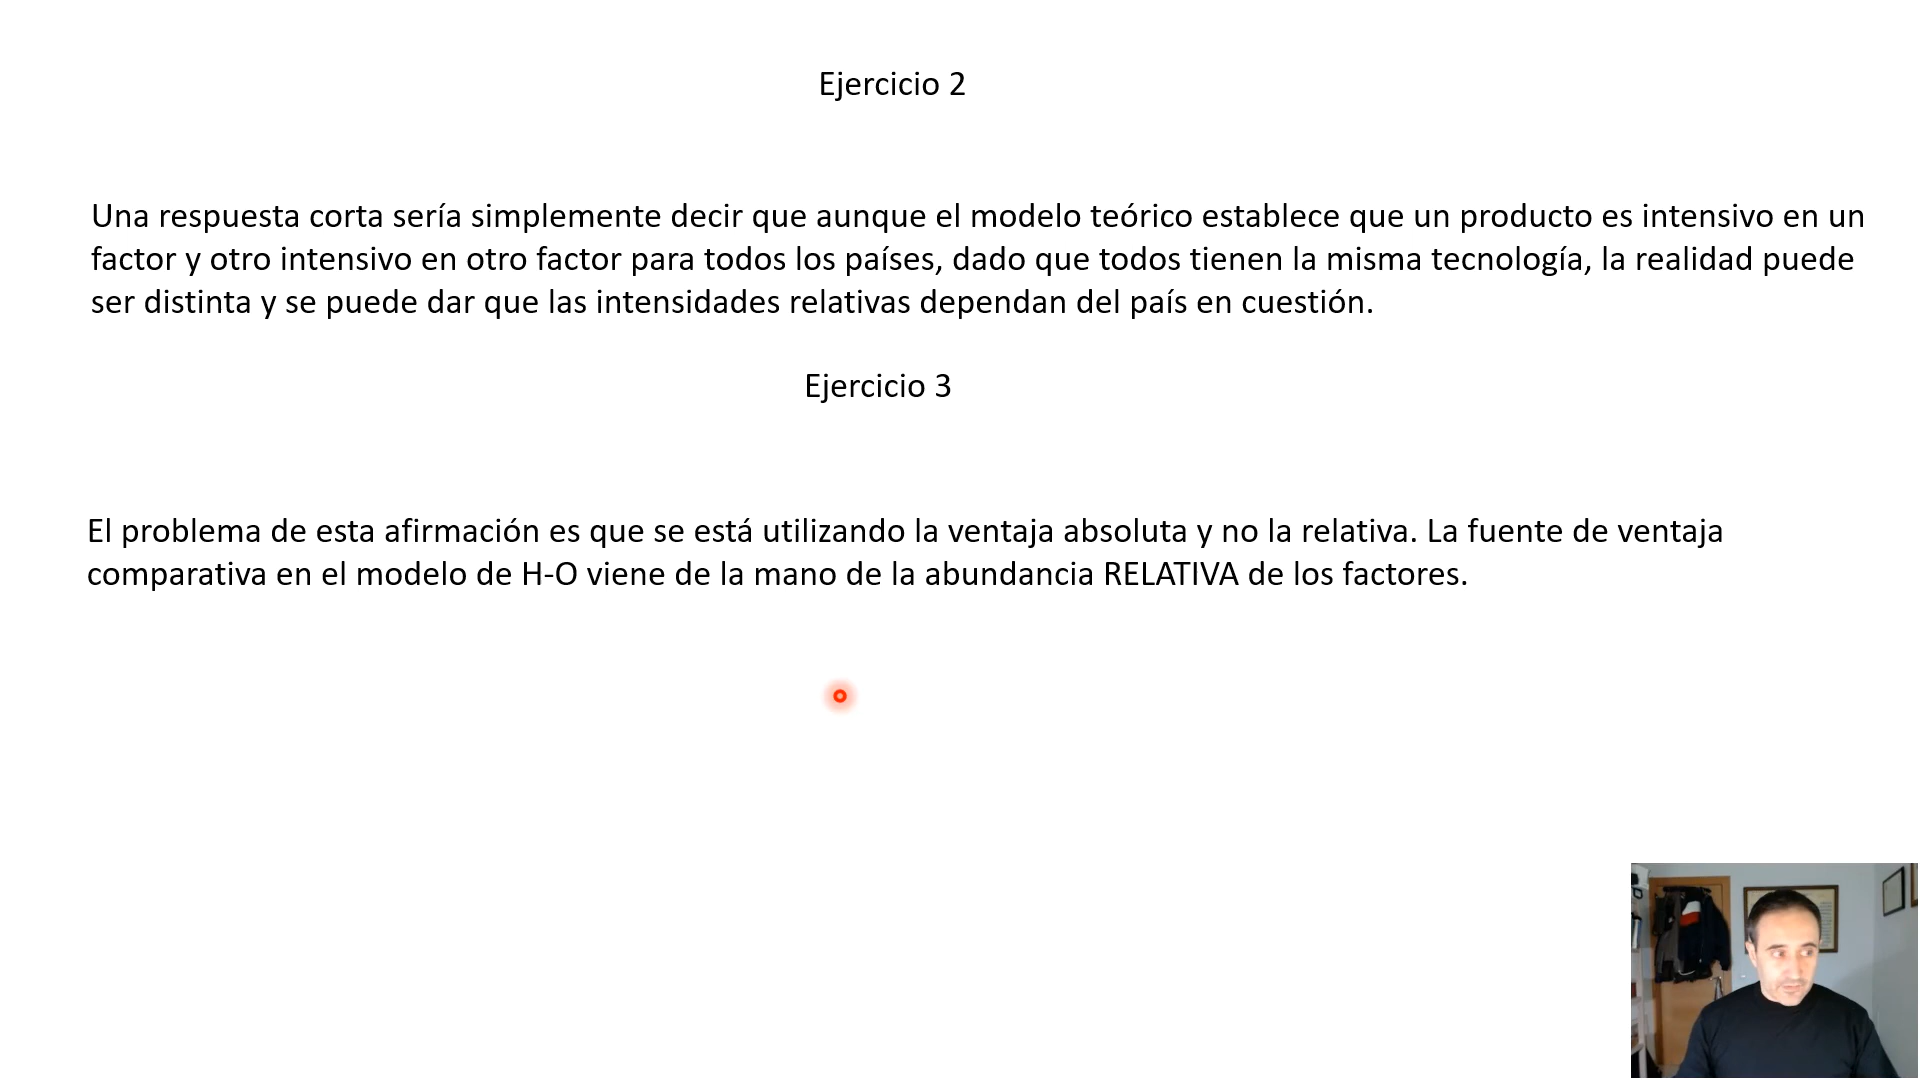 Ejercicio 2
Una respuesta corta sería simplemente decir que aunque el modelo teórico establece que un producto es intensivo en un
factor y otro intensivo en otro factor para todos los países, dado que todos tienen la misma tecnología, la realidad puede
ser distinta y se puede dar que las intensidades relativas dependan del país en cuestión.
Ejercicio 3
El problema de esta afirmación es que se está utilizando la ventaja absoluta y no la relativa. La fuente de ventaja
comparativa en el modelo de H-O viene de la mano de la abundancia RELATIVA de los factores.